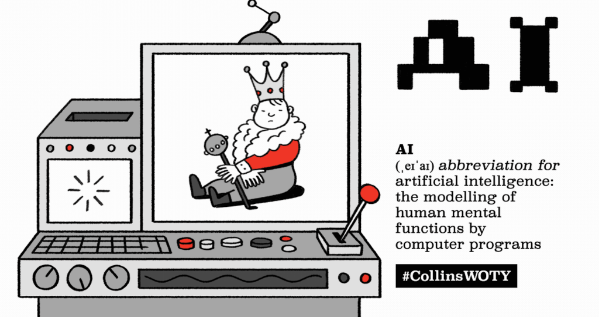 AI
AI
(ˌeɪˈaɪ) abbreviation for
artificial intelligence:
the modelling of
human mental
functions by
computer programs
#CollinsWOTY